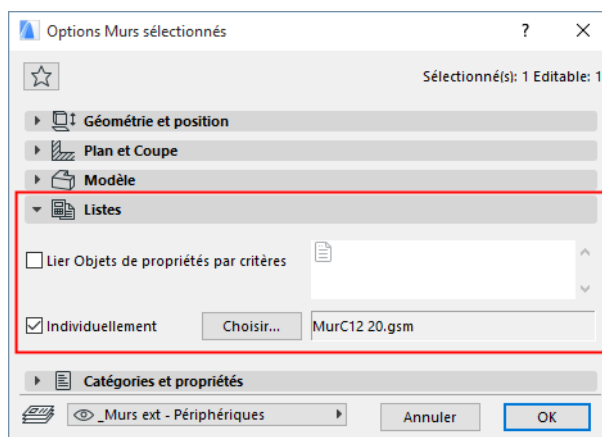 Options Murs sélectionnés
Sélectionné(s): 1 Editable: 1
Géométrie et position
Plan et Coupe
Modèle
Listes
Lier Objets de propriétés par critères
Individuellement
Choisir...
MurC12 20.gsm
Catégories et propriétés
_Murs ext - Périphériques
Annuler
OK